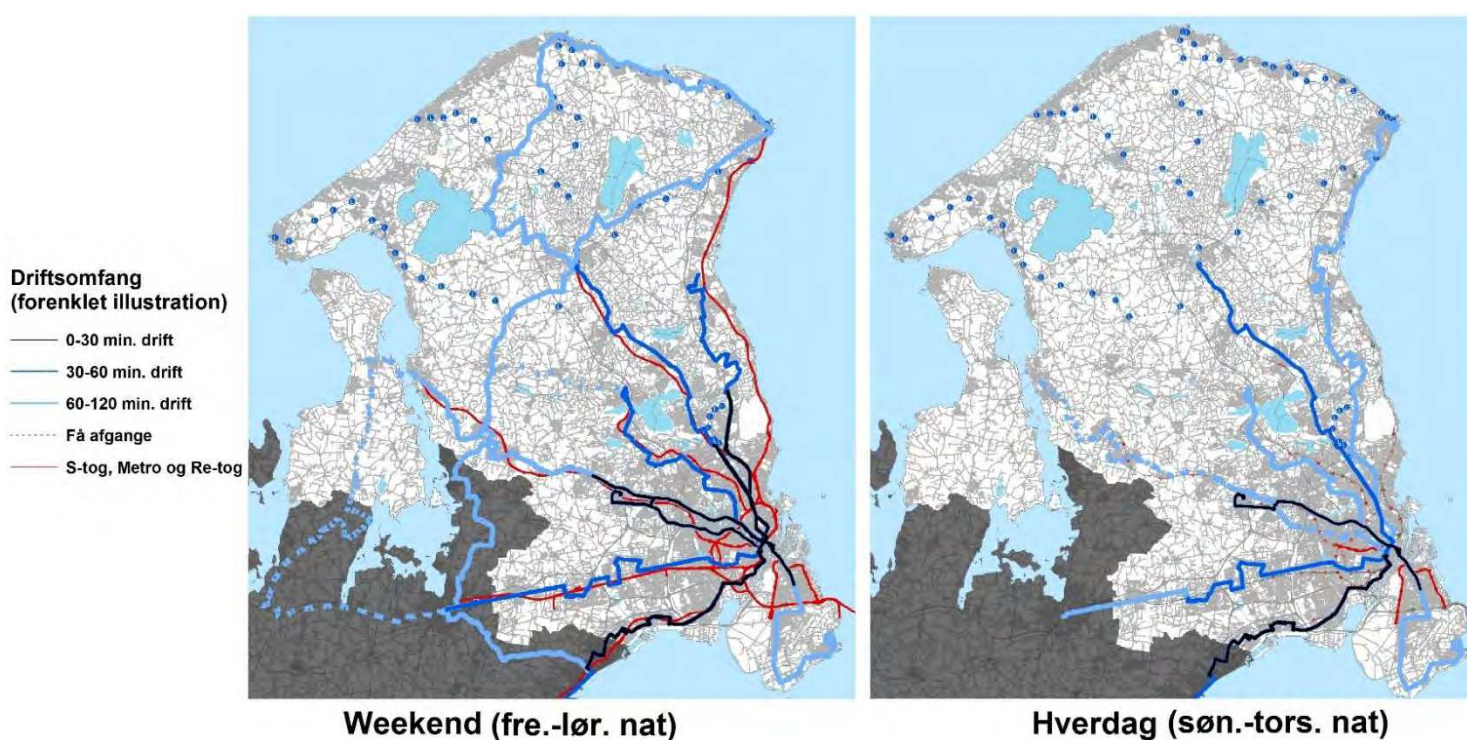 Driftsomfang
(forenklet illustration)
0-30 min. drift
30-60 min. drift
60-120 min. drift
Få afgange
S-tog, Metro og Re-tog
Weekend (fre.-lør. nat)
Hverdag (søn.-tors. nat)